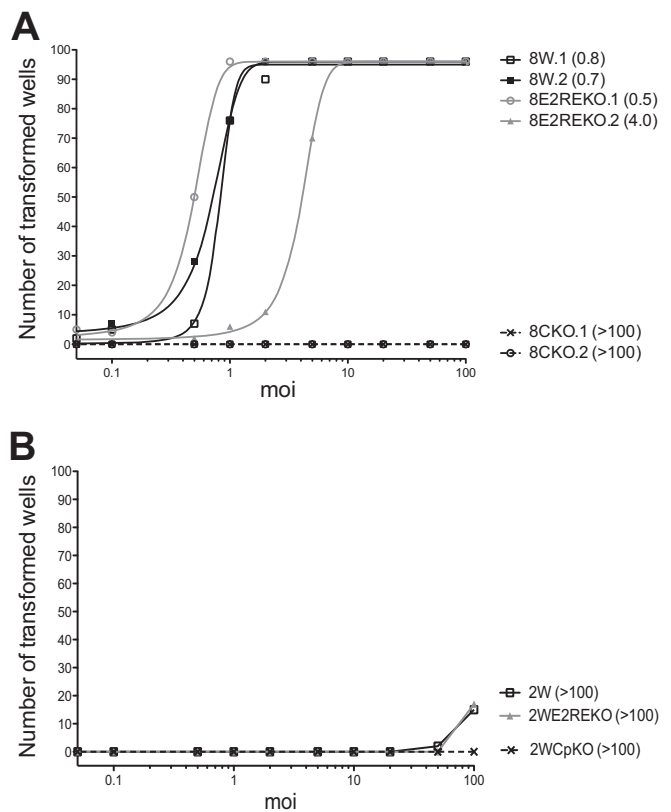 A
Number of transformed wells
100
90
80
70
60
50
40
30
20
10
0
0.1
1
10
100
moi
8W.1 (0.8)
8W.2 (0.7)
8E2REKO.1 (0.5)
8E2REKO.2 (4.0)
8CKO.1 (>100)
8CKO.2 (>100)
B
Number of transformed wells
100
90
80
70
60
50
40
30
20
10
0
0.1
1
10
100
moi
2W (>100)
2WE2REKO (>100)
2WCpKO (>100)